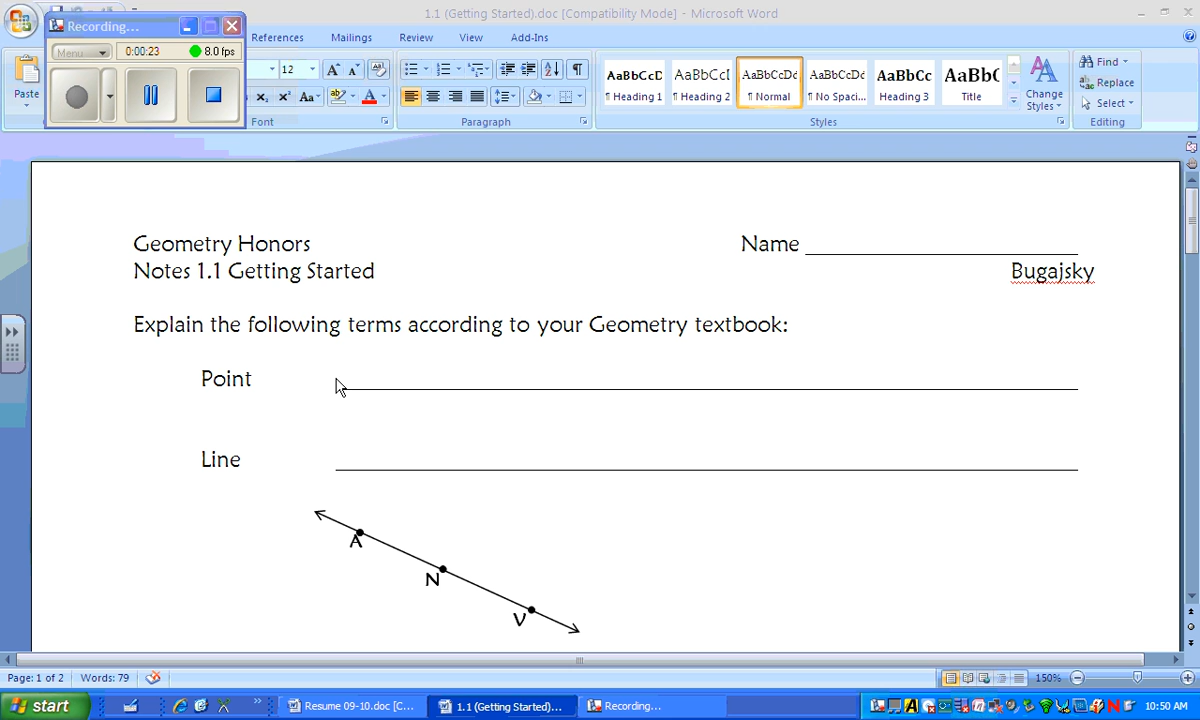 1.1 (Getting Started).doc [Compatibility Mode] - Microsoft Word
Recording...
Menu 0:00:23 8.0 fps
References Mailings Review View Add-Ins
Paste
12
Aa
Font
Paragraph
AaBbCcD AaBbCcI AaBbCcDd AaBbCcDd AaBbCc AaBbC
¶ Heading 1 ¶ Heading 2 ¶ Normal ¶ No Spaci... Heading 3 Title
Styles
Change
Styles
Find
Replace
Select
Editing
Geometry Honors Name
Notes 1.1 Getting Started Bugajsky
Explain the following terms according to your Geometry textbook:
Point
Line
A
N
V
Page: 1 of 2 Words: 79 150%
start Resume 09-10.doc [C... 1.1 (Getting Started)... Recording... 10:50 AM